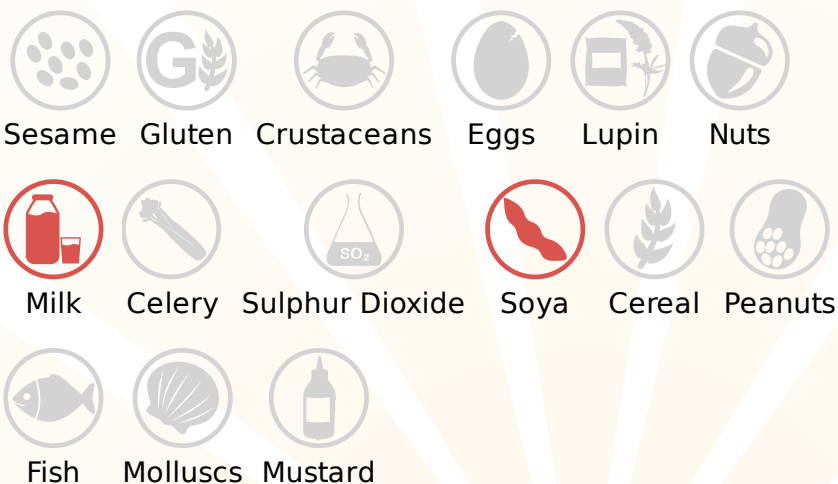 Sesame Gluten Crustaceans Eggs Lupin Nuts
G
SO₂
Milk Celery Sulphur Dioxide Soya Cereal Peanuts
Fish Molluscs Mustard